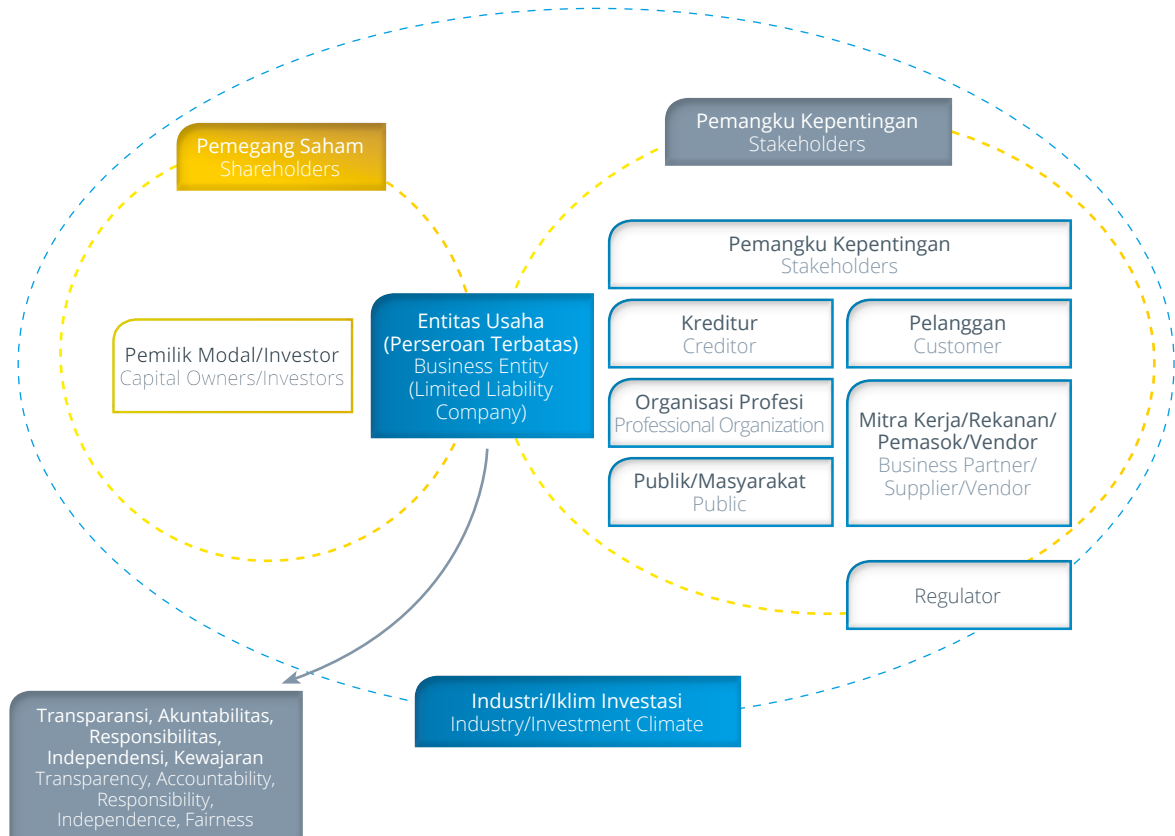 Pemegang Saham
Shareholders
Pemangku Kepentingan
Stakeholders
Pemangku Kepentingan
Stakeholders
Pemilik Modal/Investor
Capital Owners/Investors
Entitas Usaha
(Perseroan Terbatas)
Business Entity
(Limited Liability
Company)
Kreditur
Creditor
Pelanggan
Customer
Organisasi Profesi
Professional Organization
Mitra Kerja/Rekanan/
Pemasok/Vendor
Business Partner/
Supplier/Vendor
Publik/Masyarakat
Public
Regulator
Industri/Iklim Investasi
Industry/Investment Climate
Transparansi, Akuntabilitas,
Responsibilitas,
Independensi, Kewajaran
Transparency, Accountability,
Responsibility,
Independence, Fairness